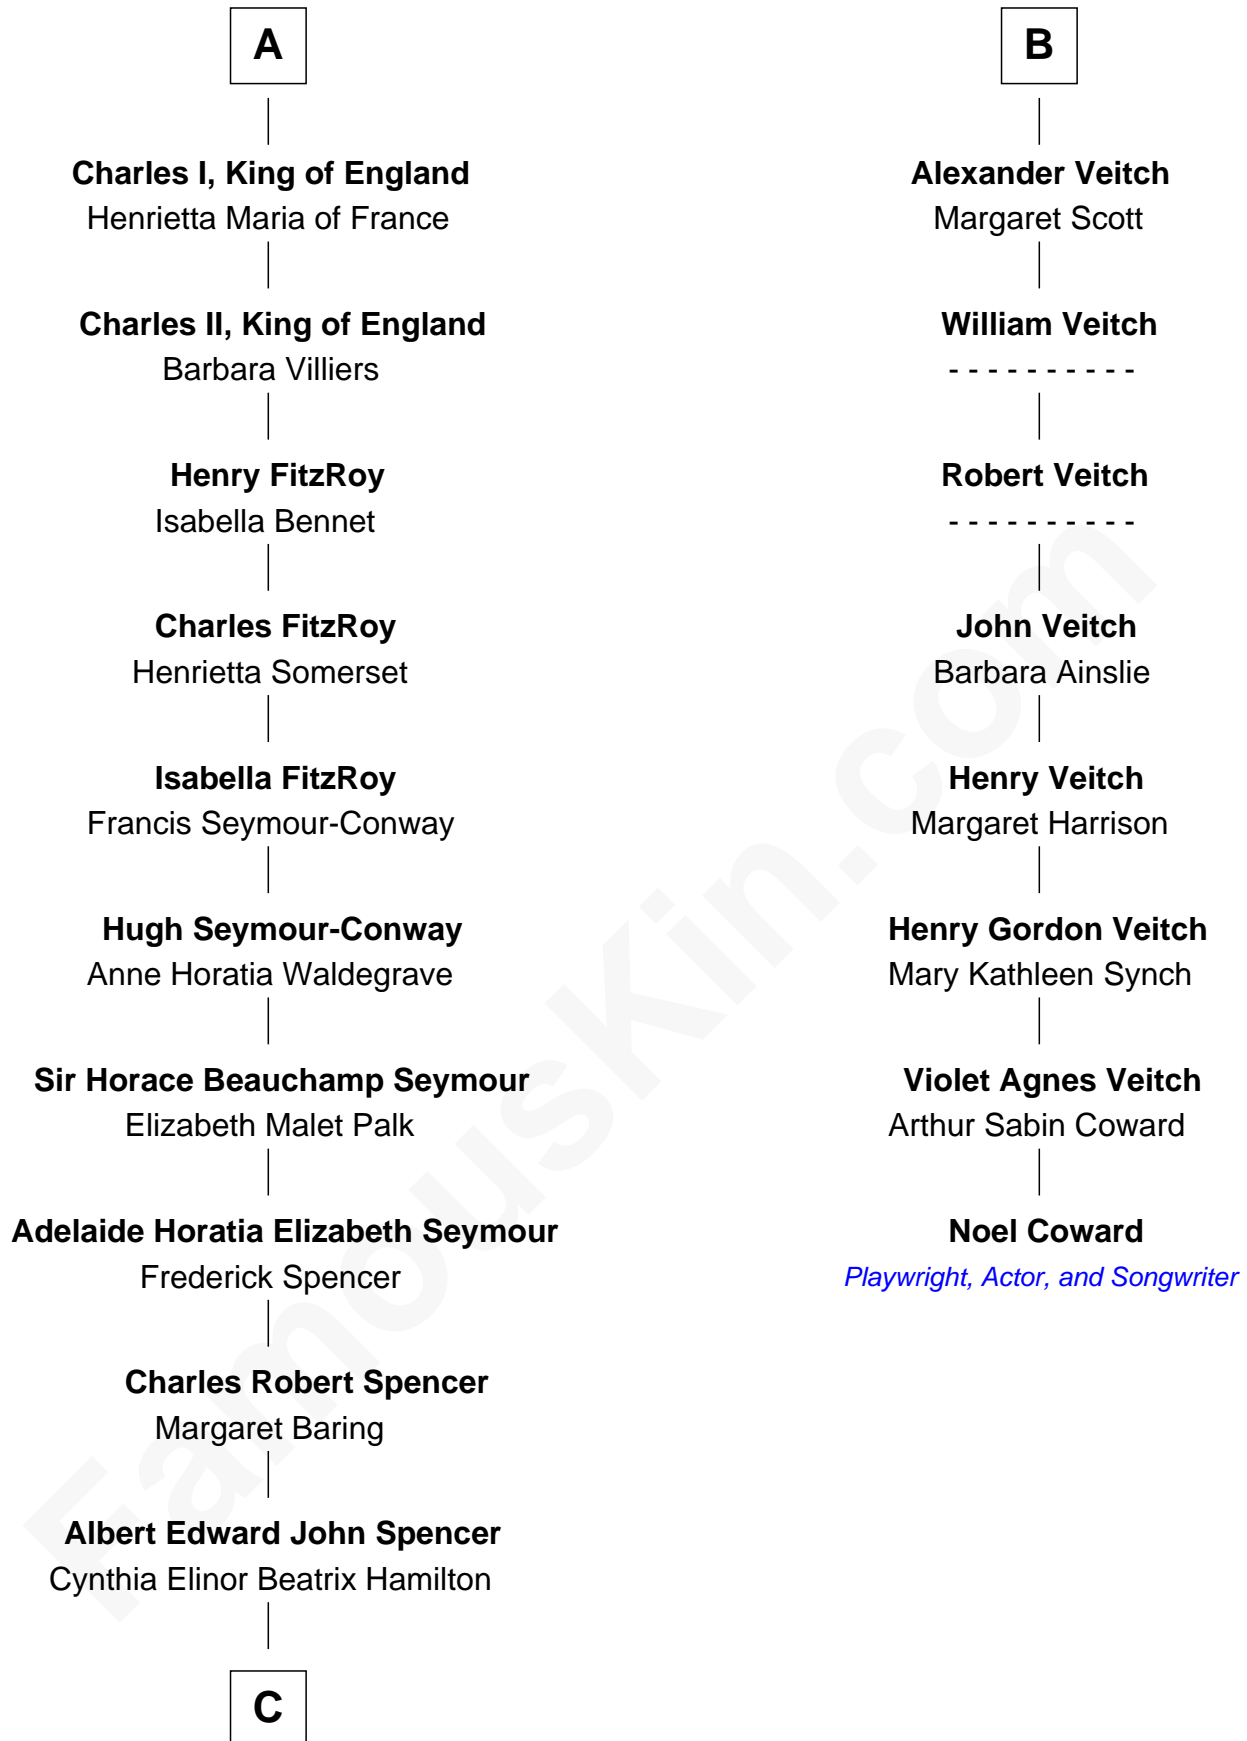 A
Charles I, King of England
Henrietta Maria of France
Charles II, King of England
Barbara Villiers
Henry FitzRoy
Isabella Bennet
Charles FitzRoy
Henrietta Somerset
Isabella FitzRoy
Francis Seymour-Conway
Hugh Seymour-Conway
Anne Horatia Waldegrave
Sir Horace Beauchamp Seymour
Elizabeth Malet Palk
Adelaide Horatia Elizabeth Seymour
Frederick Spencer
Charles Robert Spencer
Margaret Baring
Albert Edward John Spencer
Cynthia Elinor Beatrix Hamilton
C
B
Alexander Veitch
Margaret Scott
William Veitch
- - - - - - - - - -
Robert Veitch
- - - - - - - - - -
John Veitch
Barbara Ainslie
Henry Veitch
Margaret Harrison
Henry Gordon Veitch
Mary Kathleen Synch
Violet Agnes Veitch
Arthur Sabin Coward
Noel Coward
Playwright, Actor, and Songwriter
FamousKin.com